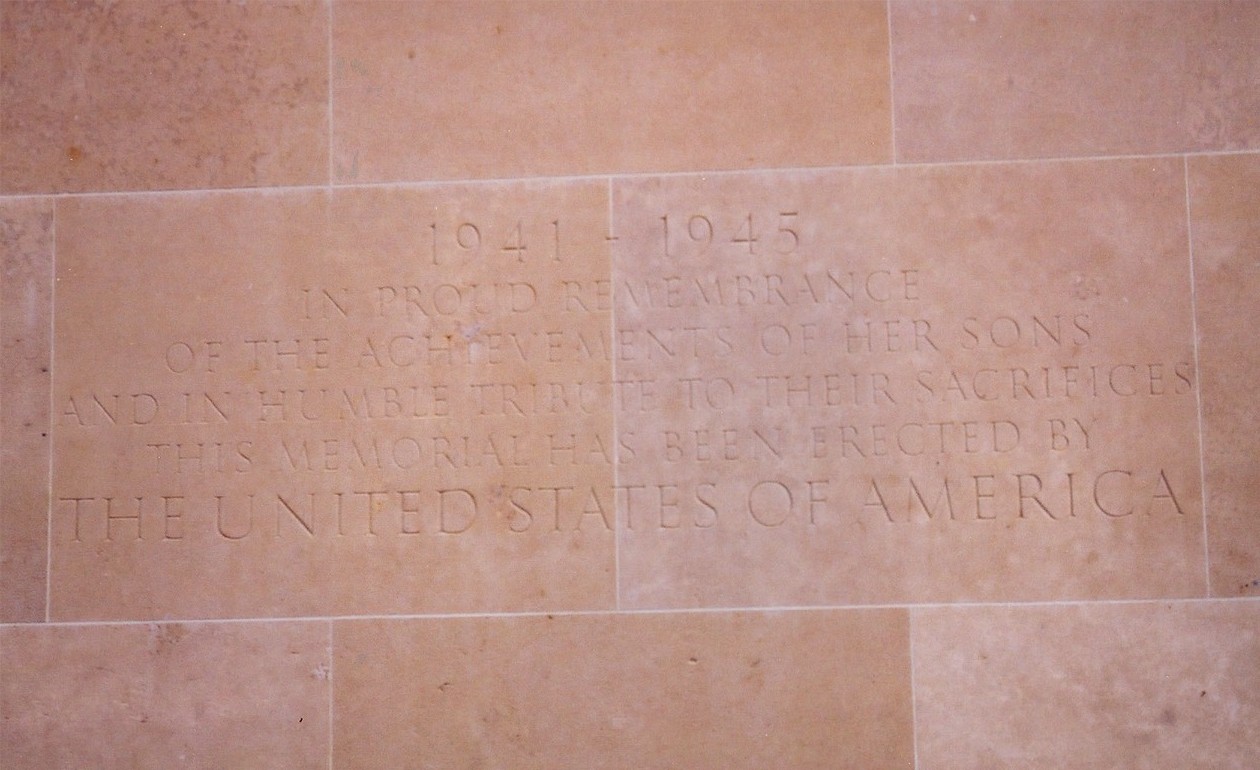 1941 - 1945
IN PROUD REMEMBRANCE
OF THE ACHIEVEMENTS OF HER SONS
AND IN HUMBLE TRIBUTE TO THEIR SACRIFICES
THIS MEMORIAL HAS BEEN ERECTED BY
THE UNITED STATES OF AMERICA